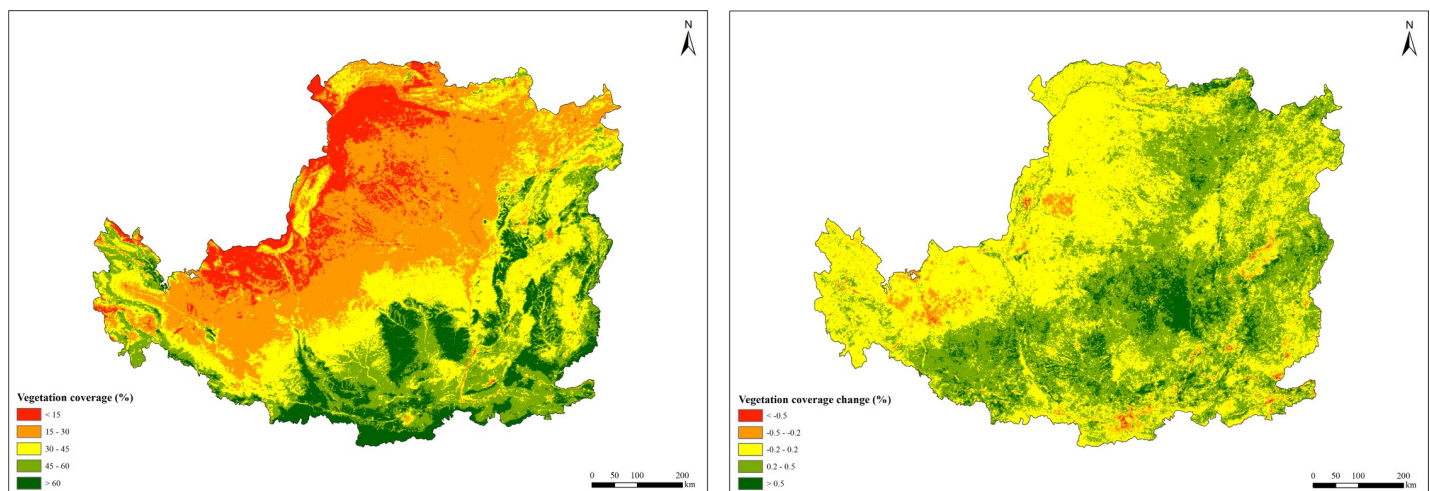 N
Vegetation coverage (%)
< 15
15 - 30
30 - 45
45 - 60
> 60
0 50 100 200
km
N
Vegetation coverage change (%)
< -0.5
-0.5 - -0.2
-0.2 - 0.2
0.2 - 0.5
> 0.5
0 50 100 200
km